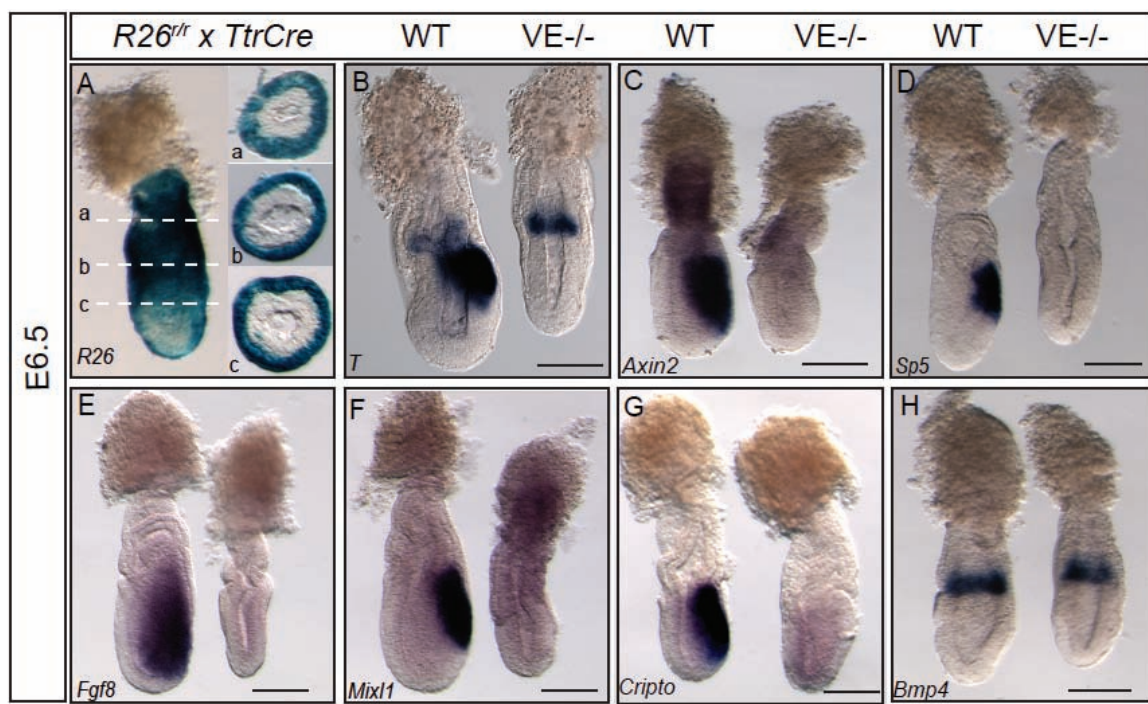 E6.5
R26r/r x TtrCre WT VE-/- WT VE-/- WT VE-/-
A a b c R26 a b c
B T
C Axin2
D Sp5
E Fgf8
F Mixl1
G Cripto
H Bmp4